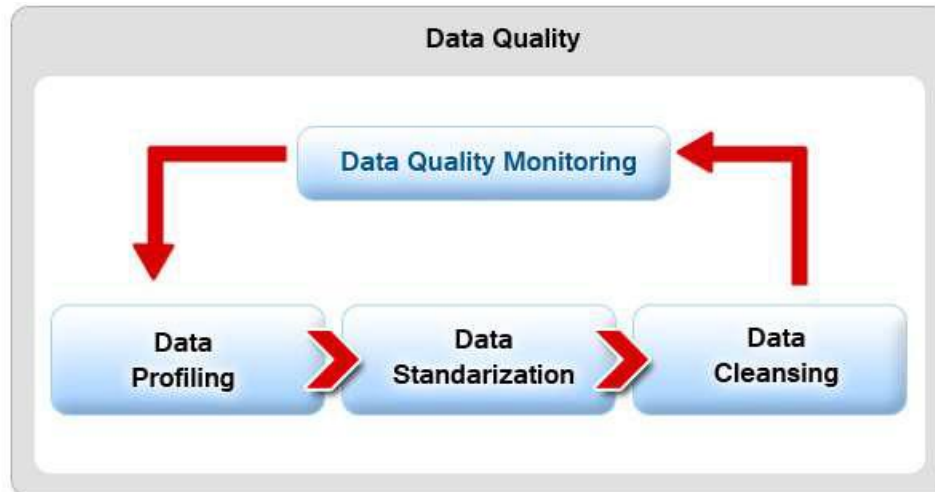 Data Quality
Data Quality Monitoring
Data
Profiling
Data
Standarization
Data
Cleansing